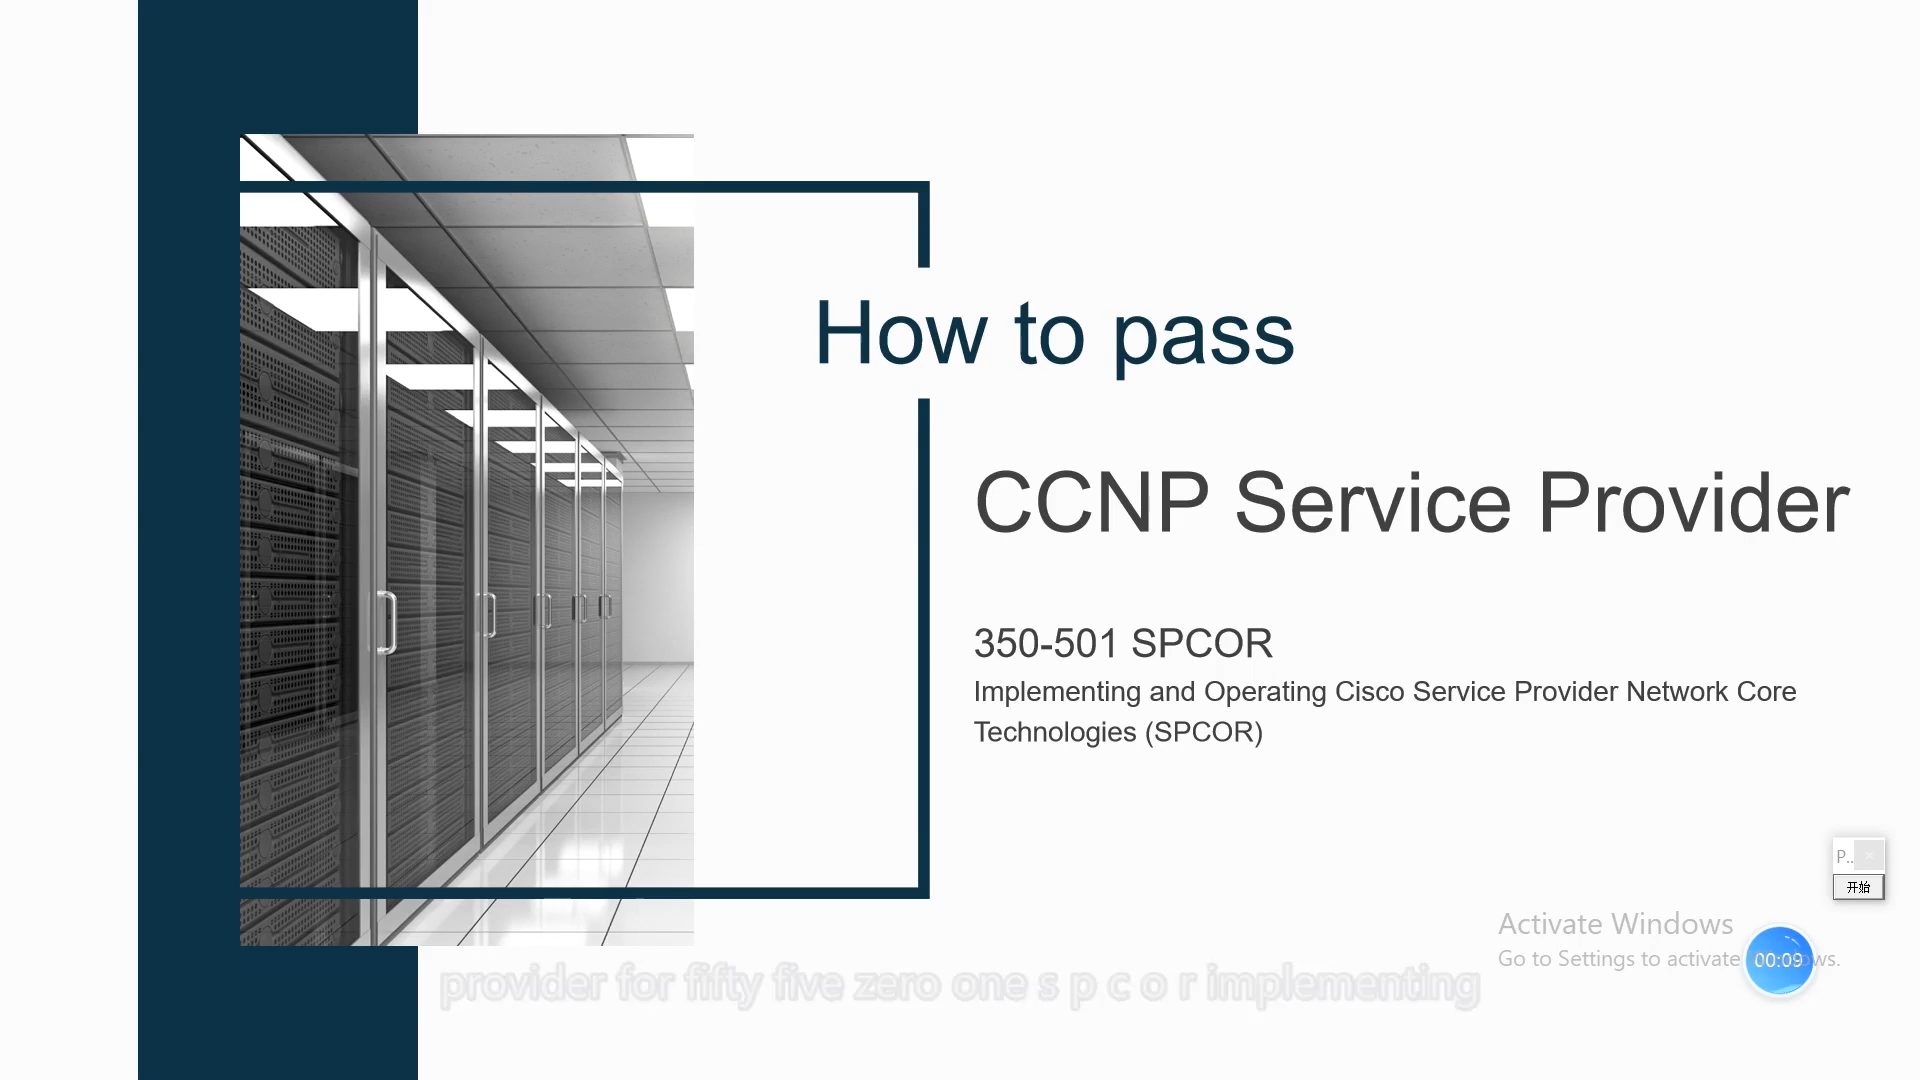 How to pass
CCNP Service Provider
350-501 SPCOR
Implementing and Operating Cisco Service Provider Network Core
Technologies (SPCOR)
P..
开始
Activate Windows
Go to Settings to activate Windows.
00:09
provider for fifty five zero one s p c o r implementing